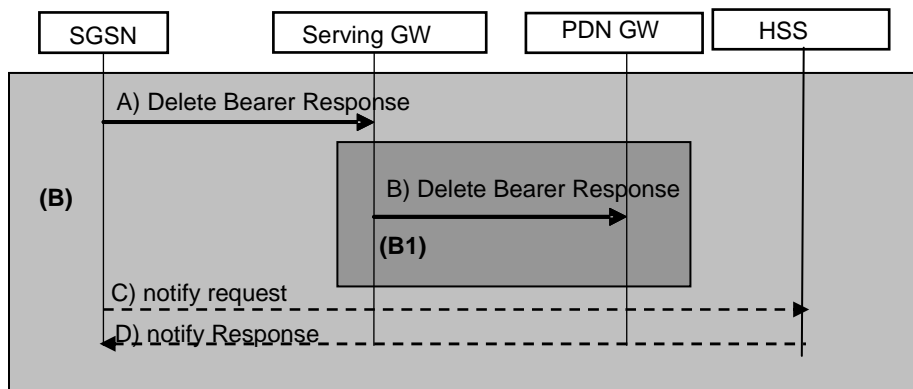 SGSN
Serving GW
PDN GW
HSS
A) Delete Bearer Response
B) Delete Bearer Response
(B)
(B1)
C) notify request
D) notify Response